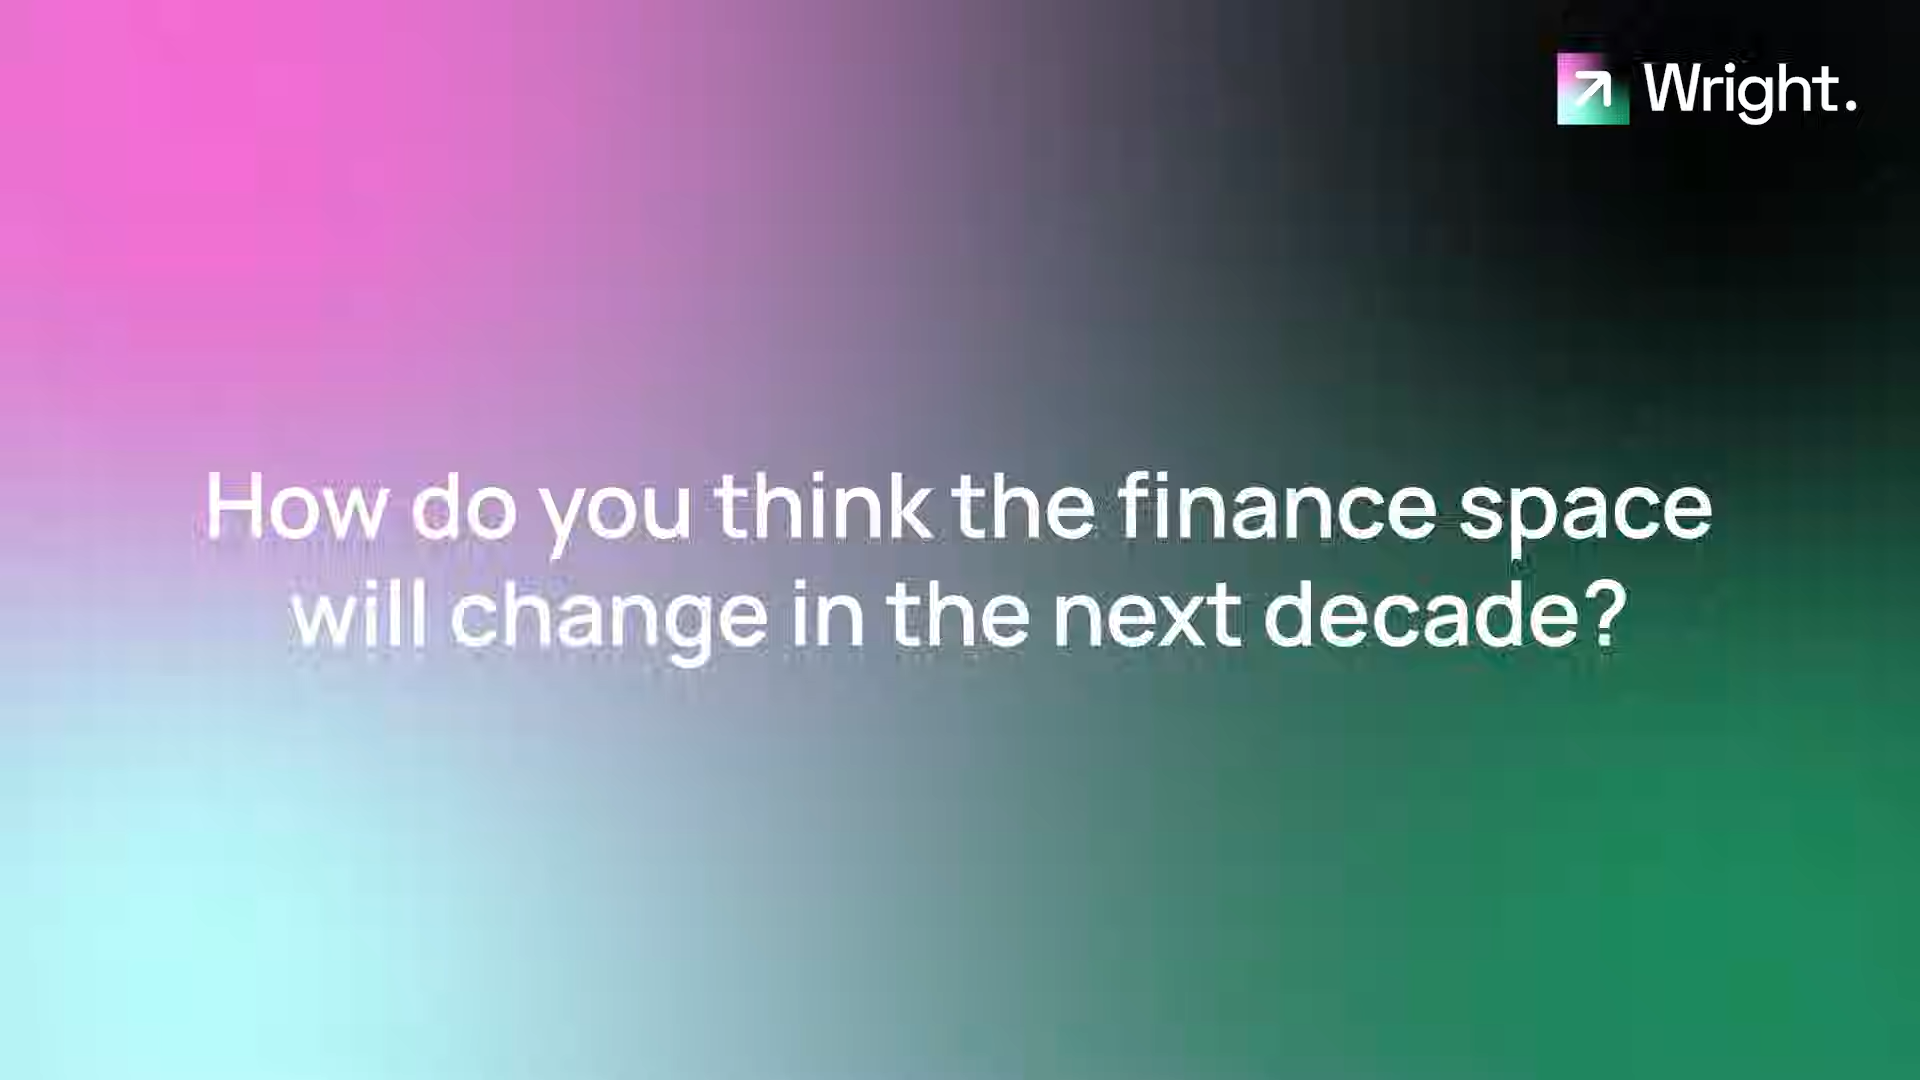 Wright.
How do you think the finance space
will change in the next decade?